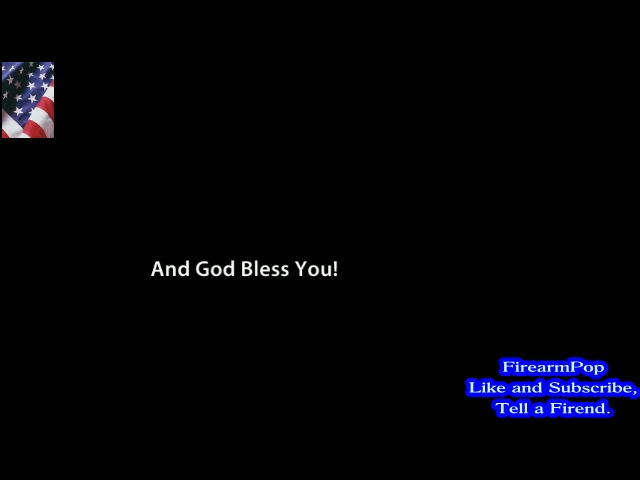 And God Bless You!
FirearmPop
Like and Subscribe,
Tell a Firend.